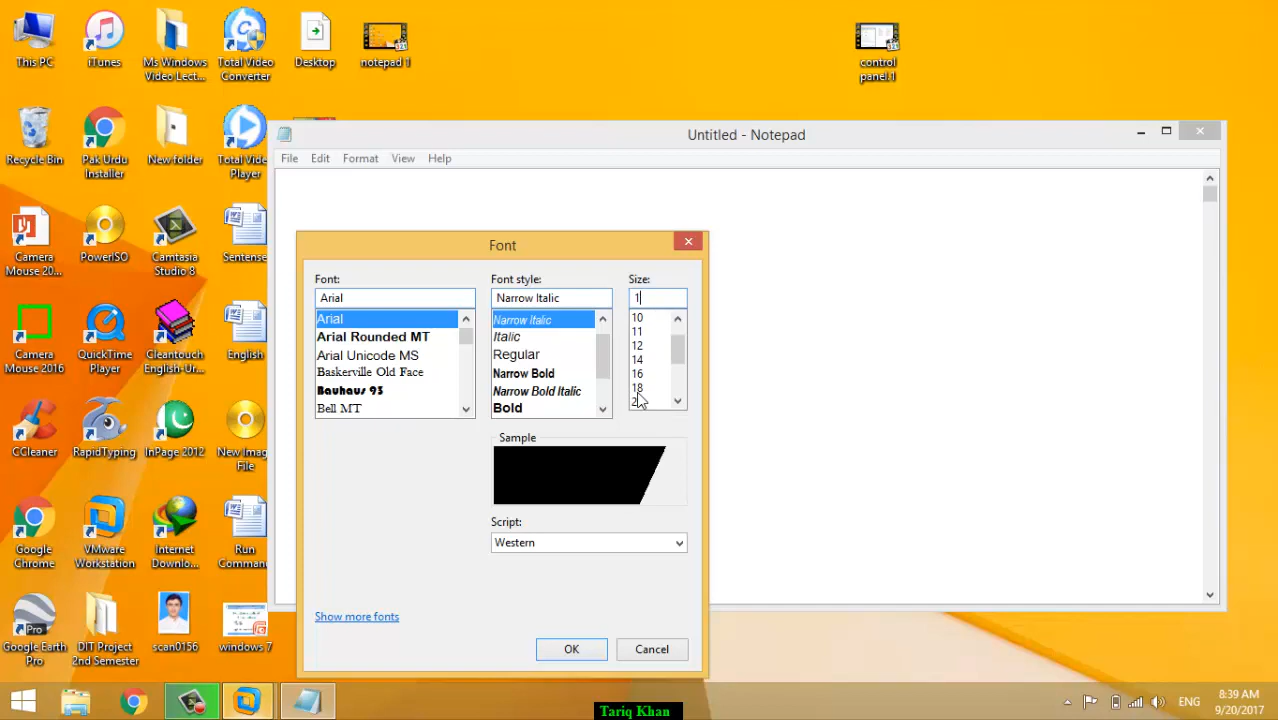 This PC
iTunes
Ms Windows Video Lect...
Total Video Converter
Desktop
notepad 1
control panel.1
Recycle Bin
Pak Urdu Installer
New folder
Total Vide
Player
Camera Mouse 20...
PowerISO
Camtasia Studio 8
Sentense
Camera Mouse 2016
QuickTime Player
Cleantouch English-Ur...
English
CCleaner
RapidTyping
InPage 2012
New Imag
File
Google Chrome
VMware Workstation
Internet Downlo...
Run
Comman
Google Earth Pro
DIT Project 2nd Semester
scan0156
windows 7
Untitled - Notepad
File Edit Format View Help
Font
Font: Font style: Size:
Arial Narrow Italic 1
Arial
Arial Rounded MT
Arial Unicode MS
Baskerville Old Face
Bauhaus 93
Bell MT
Narrow Italic
Italic
Regular
Narrow Bold
Narrow Bold Italic
Bold
10
11
12
14
16
18
Sample
Script:
Western
Show more fonts
OK Cancel
Pro
Tariq Khan
ENG
8:39 AM
9/20/2017